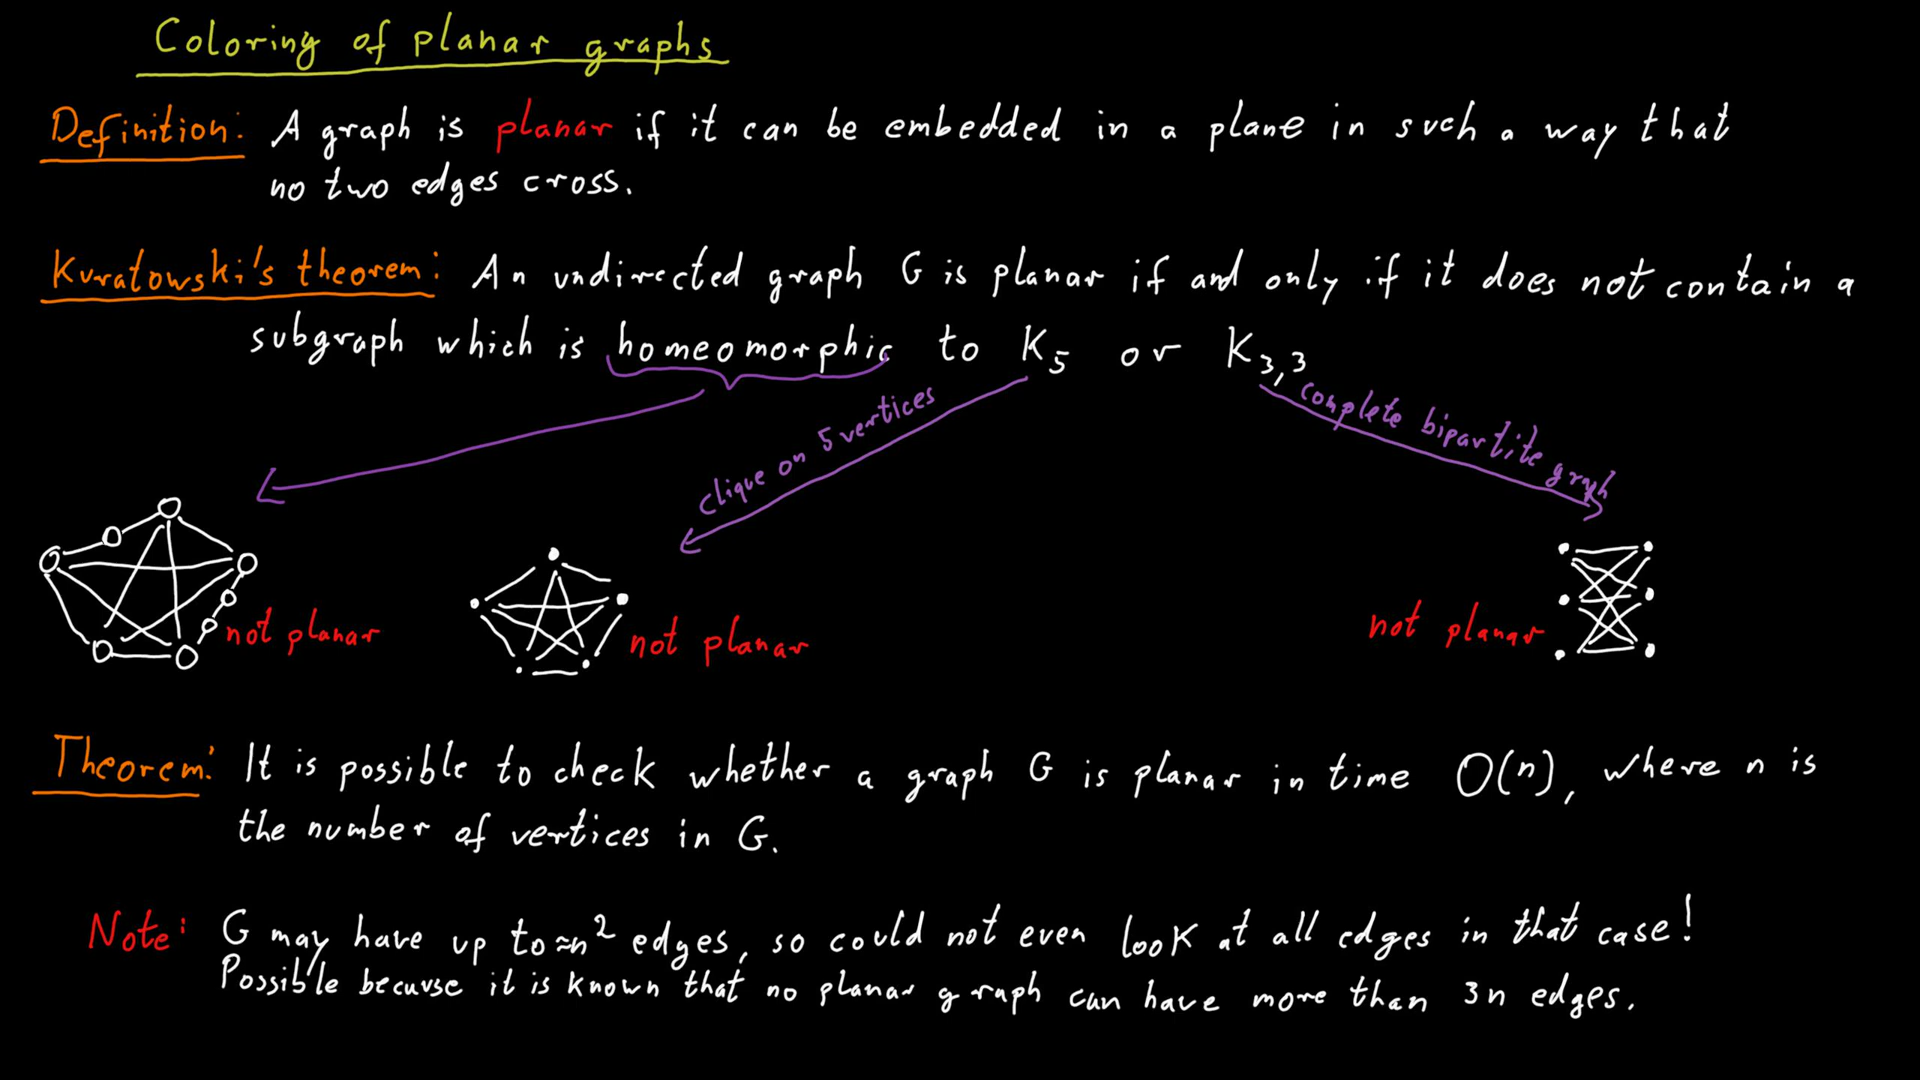 Coloring of planar graphs
Definition: A graph is planar if it can be embedded in a plane in such a way that
no two edges cross.
Kuratowski's theorem: An undirected graph G is planar if and only if it does not contain a
subgraph which is homeomorphic to K5 or K3,3
clique on 5 vertices
complete bipartite graph
not planar
not planar
not planar
Theorem: It is possible to check whether a graph G is planar in time O(n), where n is
the number of vertices in G.
Note: G may have up to ≈n² edges, so could not even look at all edges in that case!
Possible because it is known that no planar graph can have more than 3n edges.